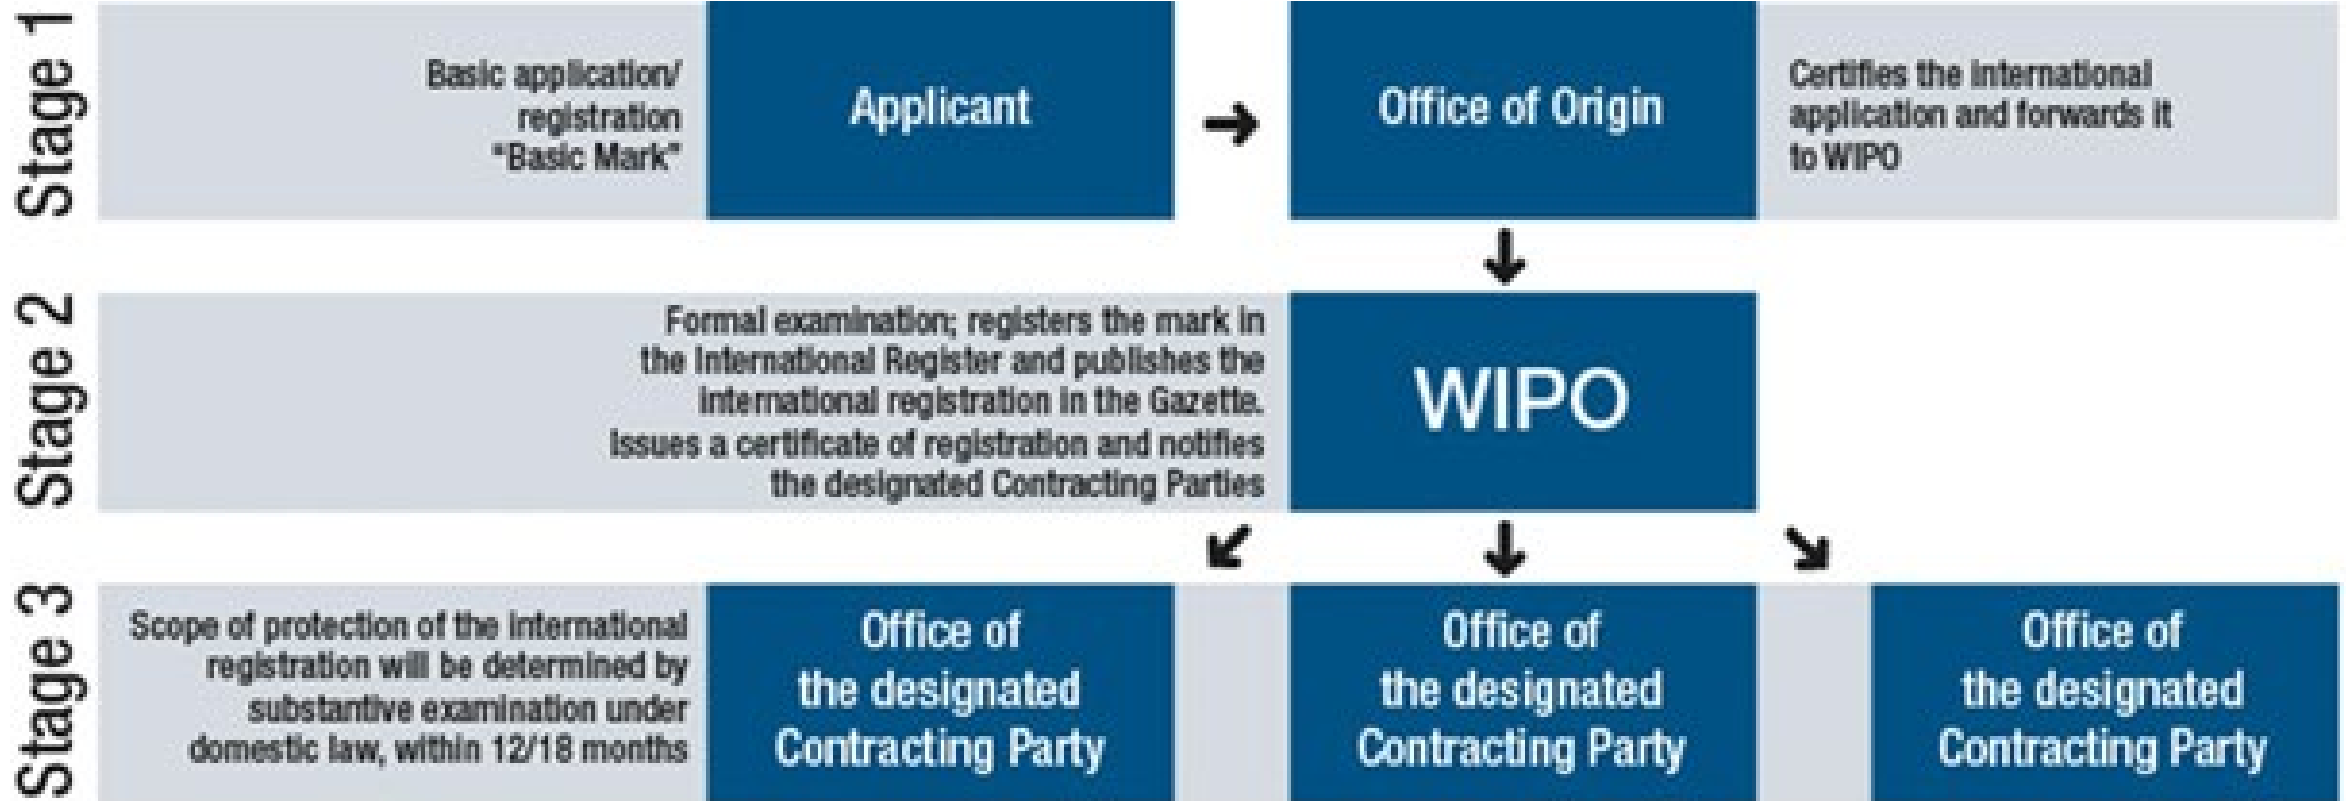 Stage 1
Basic application/
registration
“Basic Mark”
Applicant
Office of Origin
Certifies the international
application and forwards it
to WIPO
Stage 2
Formal examination; registers the mark in
the International Register and publishes the
international registration in the Gazette.
Issues a certificate of registration and notifies
the designated Contracting Parties
WIPO
Stage 3
Scope of protection of the international
registration will be determined by
substantive examination under
domestic law, within 12/18 months
Office of
the designated
Contracting Party
Office of
the designated
Contracting Party
Office of
the designated
Contracting Party